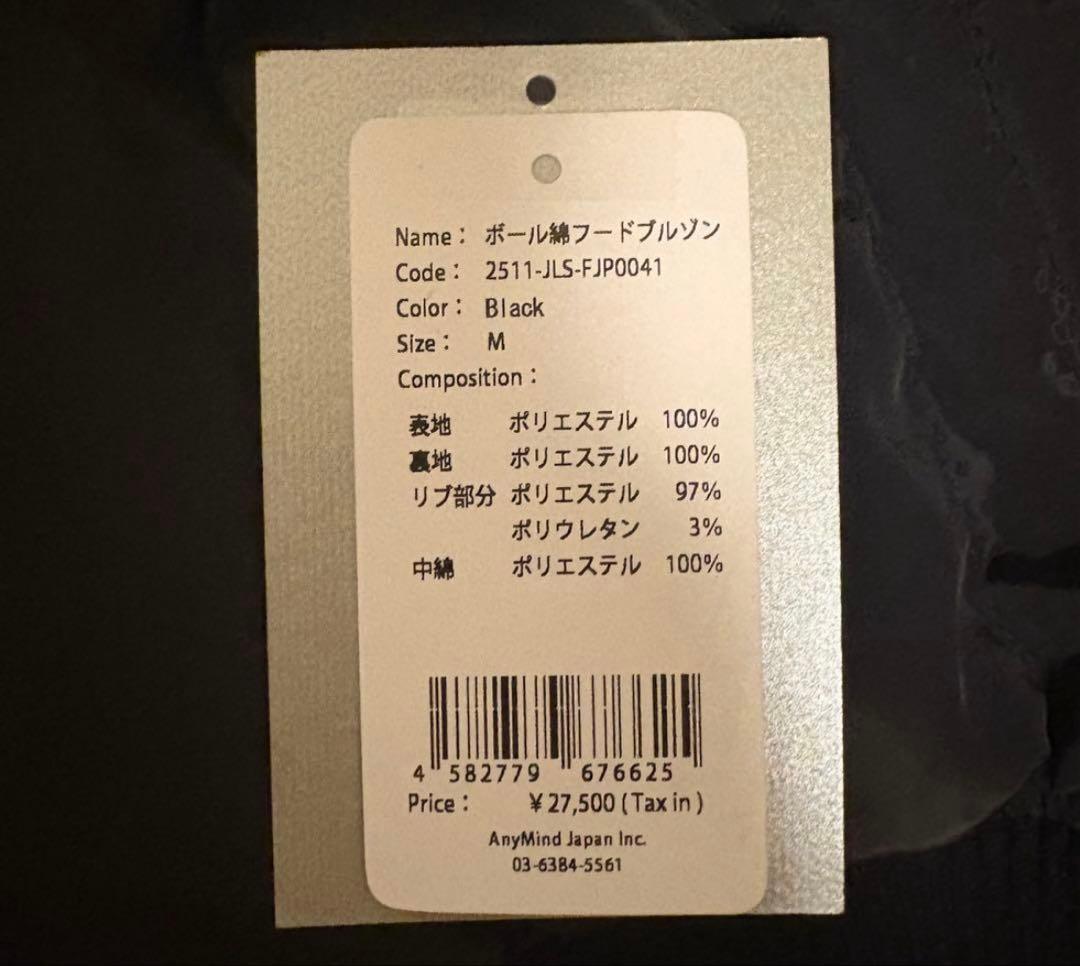 Name： ボール綿フードブルゾン
Code： 2511-JLS-FJP0041
Color： Black
Size： M
Composition：
表地 ポリエステル 100%
裏地 ポリエステル 100%
リブ部分 ポリエステル 97%
ポリウレタン 3%
中綿 ポリエステル 100%
4 582779 676625
Price： ¥27,500(Tax in)
AnyMind Japan Inc.
03-6384-5561